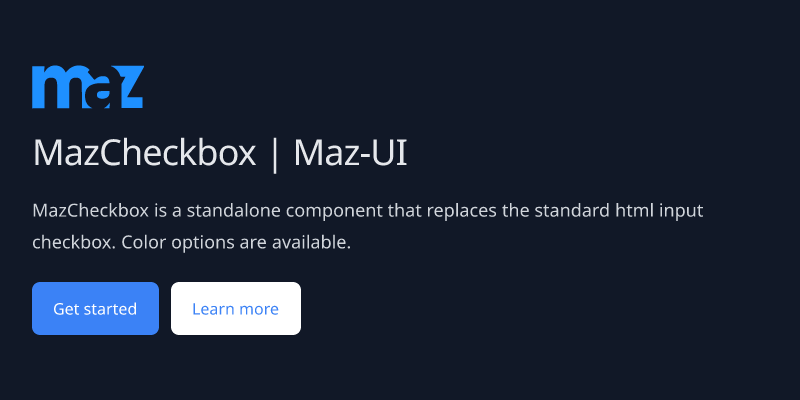 maz
MazCheckbox | Maz-UI
MazCheckbox is a standalone component that replaces the standard html input
checkbox. Color options are available.
Get started
Learn more